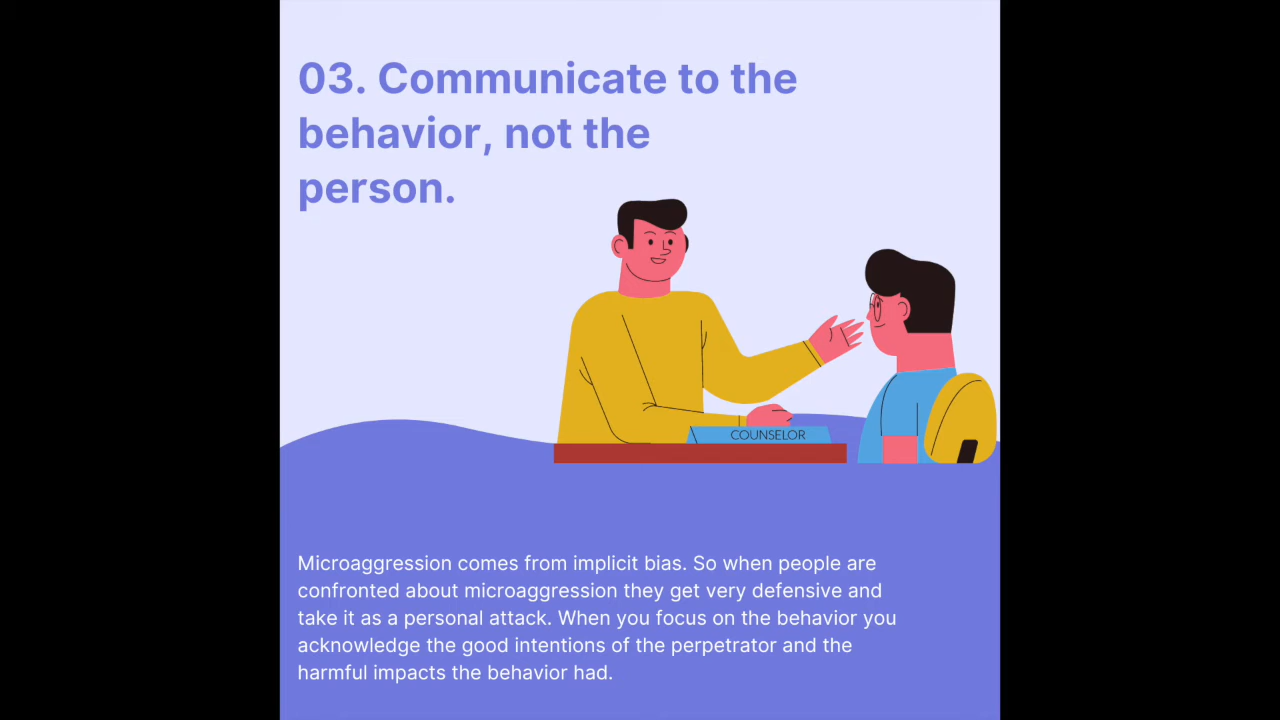 03. Communicate to the
behavior, not the
person.
COUNSELOR
Microaggression comes from implicit bias. So when people are
confronted about microaggression they get very defensive and
take it as a personal attack. When you focus on the behavior you
acknowledge the good intentions of the perpetrator and the
harmful impacts the behavior had.